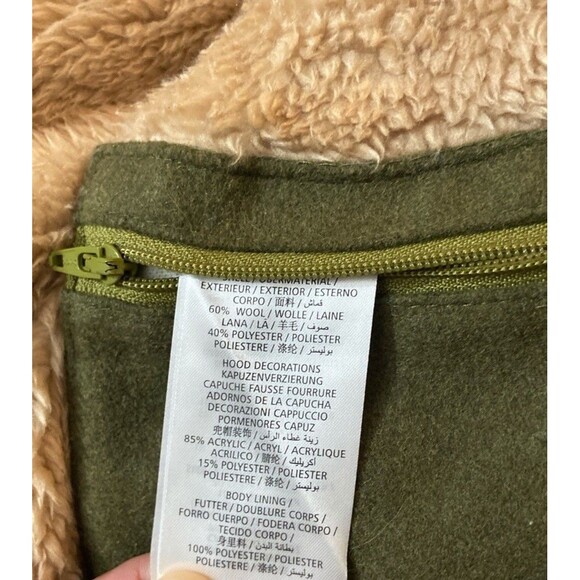 EXTERIEUR / EXTERIOR / ESTERNO
CORPO / 面料 / قماش
60% WOOL / WOLLE / LAINE
LANA / LÃ / 羊毛 / صوف
40% POLYESTER / POLIESTER
POLIESTERE / 涤纶 / بوليستر
HOOD DECORATIONS
KAPUZENVERZIERUNG
CAPUCHE FAUSSE FOURRURE
ADORNOS DE LA CAPUCHA
DECORAZIONI CAPPUCCIO
PORMENORES CAPUZ
兜帽装饰 / زينة غطاء الرأس
85% ACRYLIC / ACRYL / ACRYLIQUE
ACRILICO / 腈纶 / أكريليك
15% POLYESTER / POLIESTER
POLIESTERE / 涤纶 / بوليستر
BODY LINING /
FUTTER / DOUBLURE CORPS /
FORRO CUERPO / FODERA CORPO /
TECIDO CORPO /
身里料 / بطانة البدن
100% POLYESTER / POLIESTER
POLIESTERE / 涤纶 / بوليستر